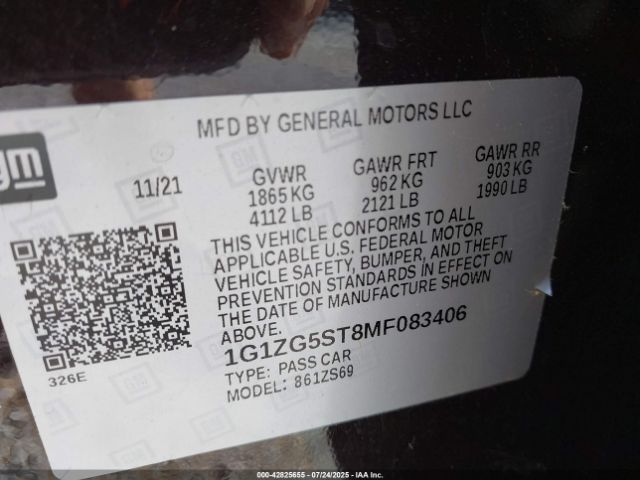 MFD BY GENERAL MOTORS LLC
gm
11/21
GVWR
1865 KG
4112 LB
GAWR FRT
962 KG
2121 LB
GAWR RR
903 KG
1990 LB
THIS VEHICLE CONFORMS TO ALL
APPLICABLE U.S. FEDERAL MOTOR
VEHICLE SAFETY, BUMPER, AND THEFT
PREVENTION STANDARDS IN EFFECT ON
THE DATE OF MANUFACTURE SHOWN
ABOVE.
1G1ZG5ST8MF083406
TYPE: PASS CAR
MODEL: 861ZS69
326E
000-42825655 - 07/24/2025 - IAAI.CA